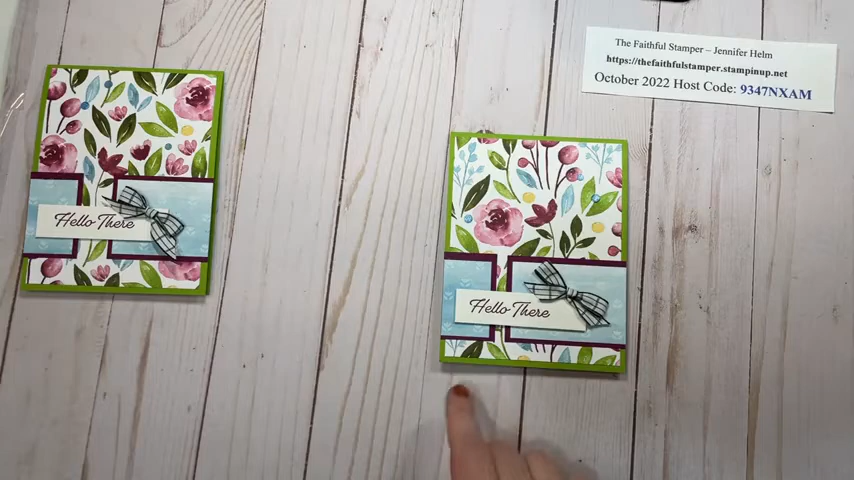 The Faithful Stamper – Jennifer Helm
https://thefaithfulstamper.stampinup.net
October 2022 Host Code: 9347NXAM
Hello There
Hello There